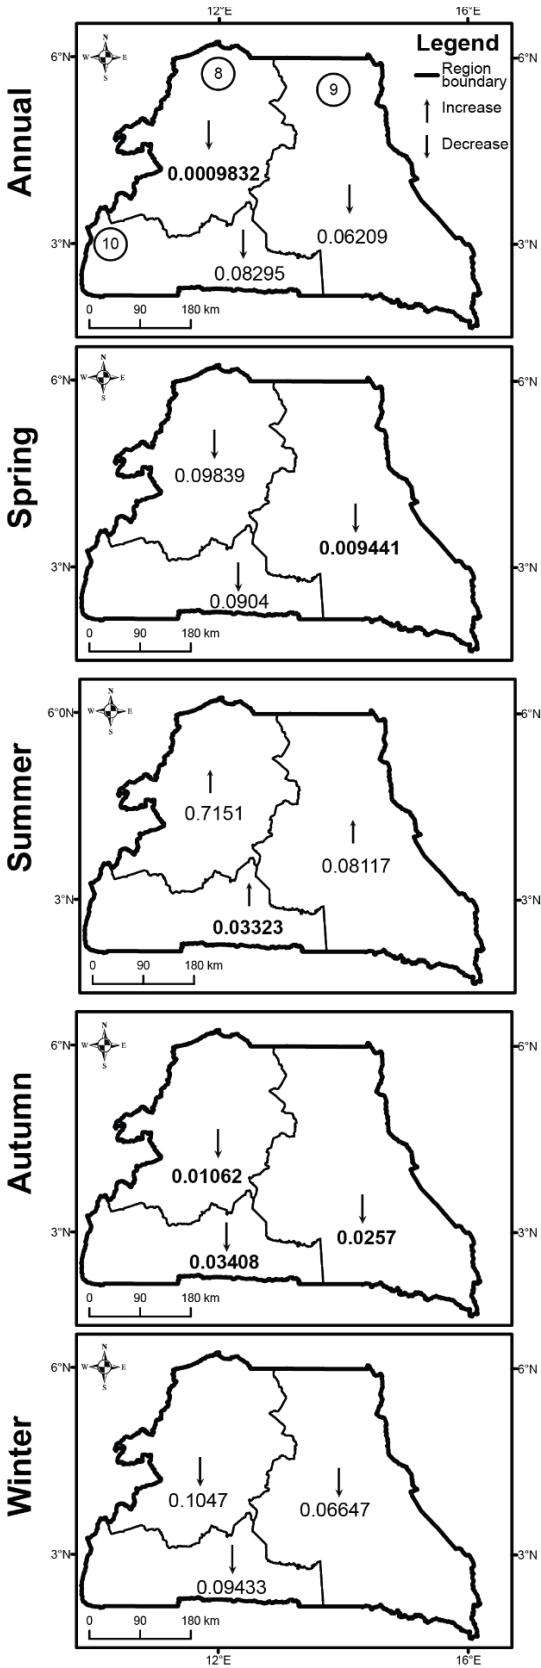 12°E 16°E
Annual
6°N 6°N
N
W E
S
8
9
Legend
Region
boundary
Increase
Decrease
0.0009832
0.06209
3°N 3°N
10
0.08295
0 90 180 km
Spring
6°N 6°N
N
W E
S
0.09839
0.009441
3°N 3°N
0.0904
0 90 180 km
Summer
6°0N 6°N
N
W E
S
0.7151
0.08117
3°N 3°N
0.03323
0 90 180 km
Autumn
6°N 6°N
N
W E
S
0.01062
0.0257
3°N 3°N
0.03408
0 90 180 km
Winter
6°N 6°N
N
W E
S
0.1047
0.06647
3°N 3°N
0.09433
0 90 180 km
12°E 16°E